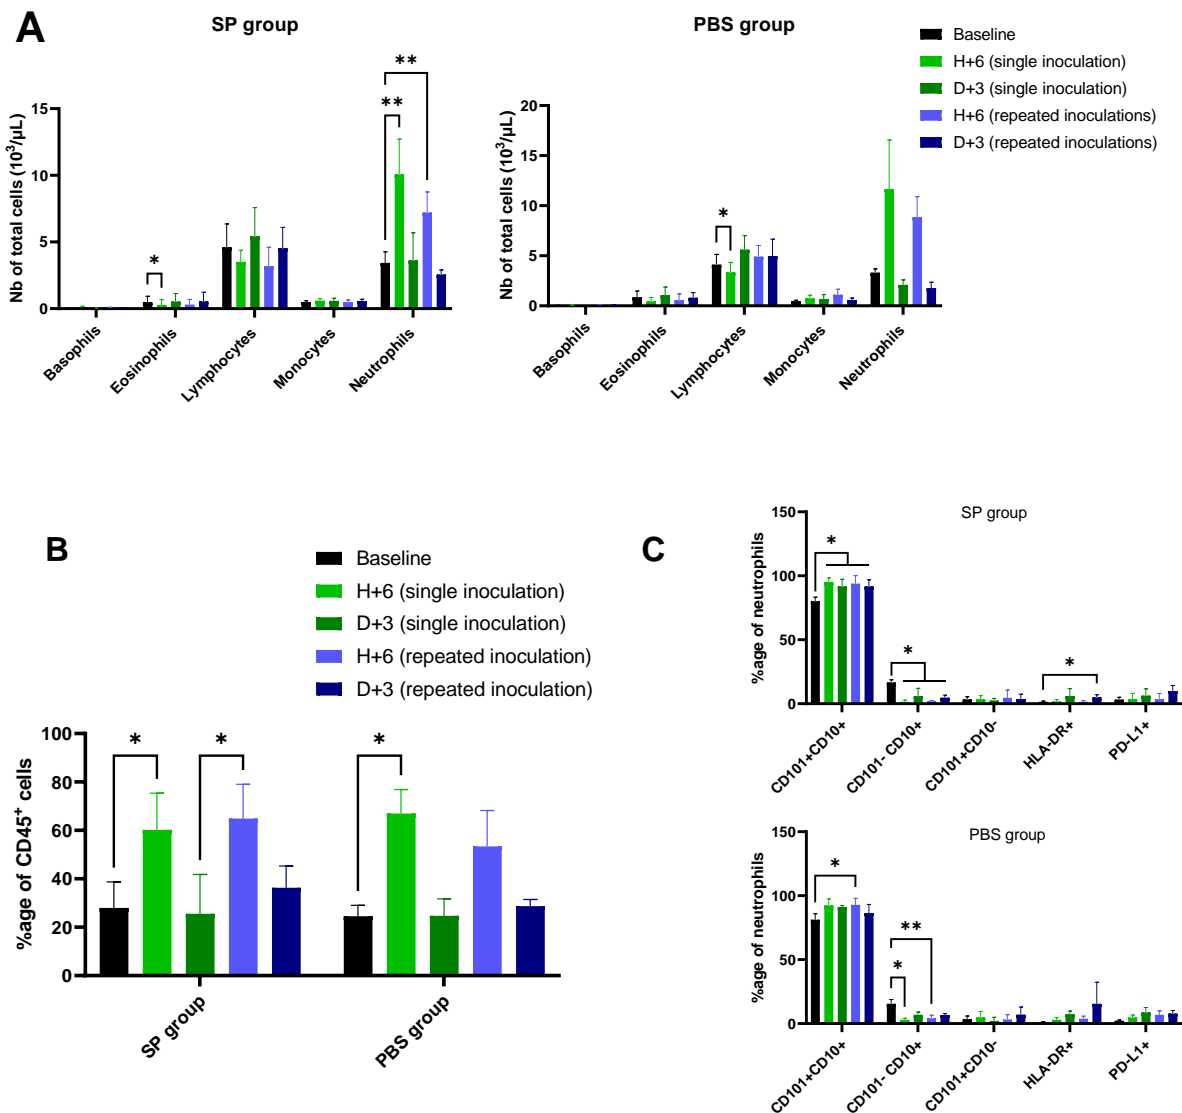 A
SP group
PBS group
Baseline
H+6 (single inoculation)
D+3 (single inoculation)
H+6 (repeated inoculations)
D+3 (repeated inoculations)
Nb of total cells (10³/µL)
15
10
5
0
*
**
**
Basophils
Eosinophils
Lymphocytes
Monocytes
Neutrophils
Nb of total cells (10³/µL)
20
15
10
5
0
*
Basophils
Eosinophils
Lymphocytes
Monocytes
Neutrophils
B
Baseline
H+6 (single inoculation)
D+3 (single inoculation)
H+6 (repeated inoculation)
D+3 (repeated inoculation)
%age of CD45⁺ cells
100
80
60
40
20
0
*
*
*
SP group
PBS group
C
SP group
%age of neutrophils
150
100
50
0
*
*
*
CD101+CD10+
CD101- CD10+
CD101+CD10-
HLA-DR+
PD-L1+
PBS group
%age of neutrophils
150
100
50
0
*
**
*
CD101+CD10+
CD101- CD10+
CD101+CD10-
HLA-DR+
PD-L1+